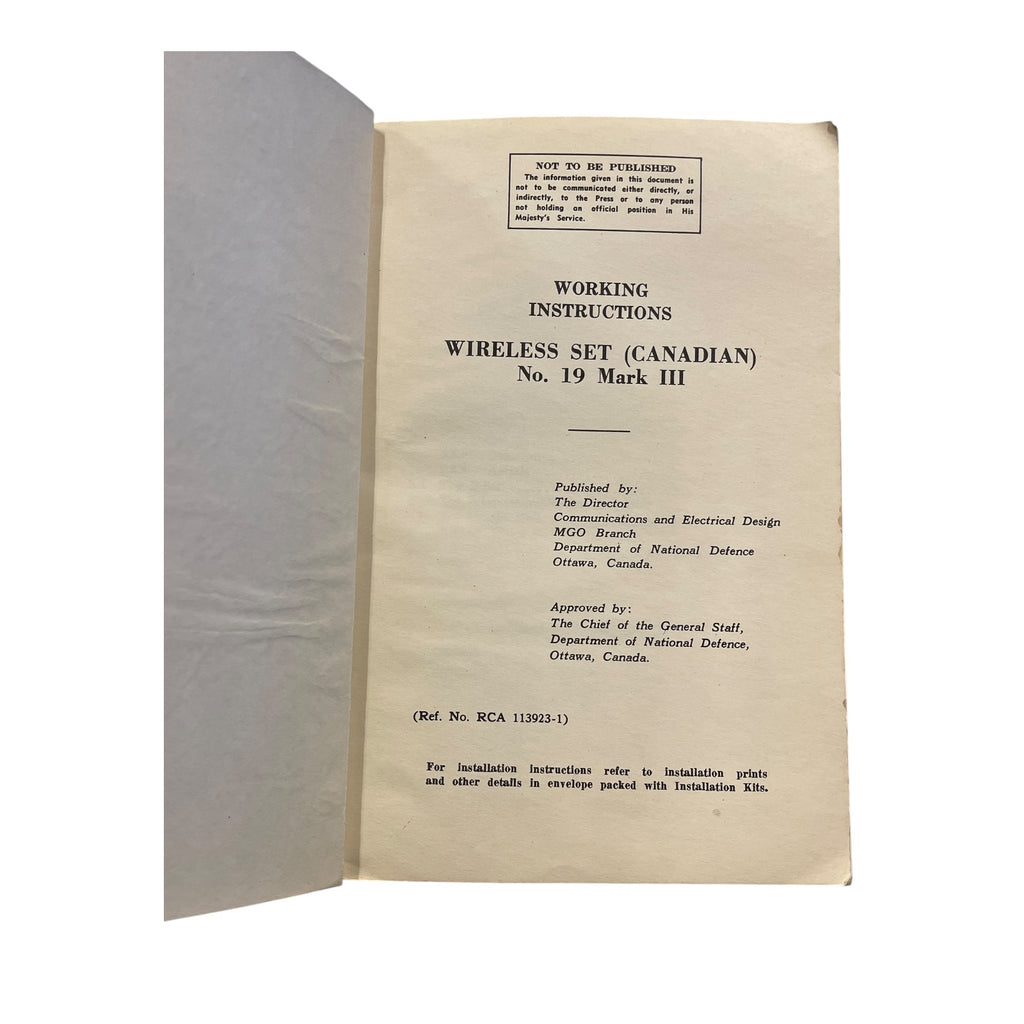 NOT TO BE PUBLISHED
The information given in this document is
not to be communicated either directly, or
indirectly, to the Press or to any person
not holding an official position in His
Majesty's Service.
WORKING
INSTRUCTIONS
WIRELESS SET (CANADIAN)
No. 19 Mark III
Published by:
The Director
Communications and Electrical Design
MGO Branch
Department of National Defence
Ottawa, Canada.
Approved by:
The Chief of the General Staff,
Department of National Defence,
Ottawa, Canada.
(Ref. No. RCA 113923-1)
For installation instructions refer to installation prints
and other details in envelope packed with Installation Kits.